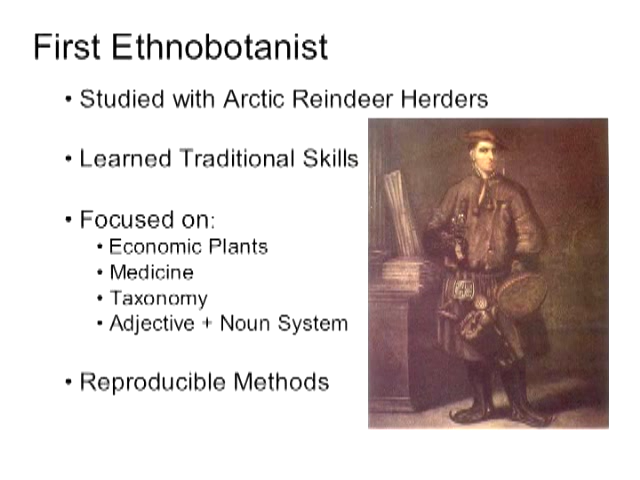 First Ethnobotanist
• Studied with Arctic Reindeer Herders
• Learned Traditional Skills
• Focused on:
• Economic Plants
• Medicine
• Taxonomy
• Adjective + Noun System
• Reproducible Methods